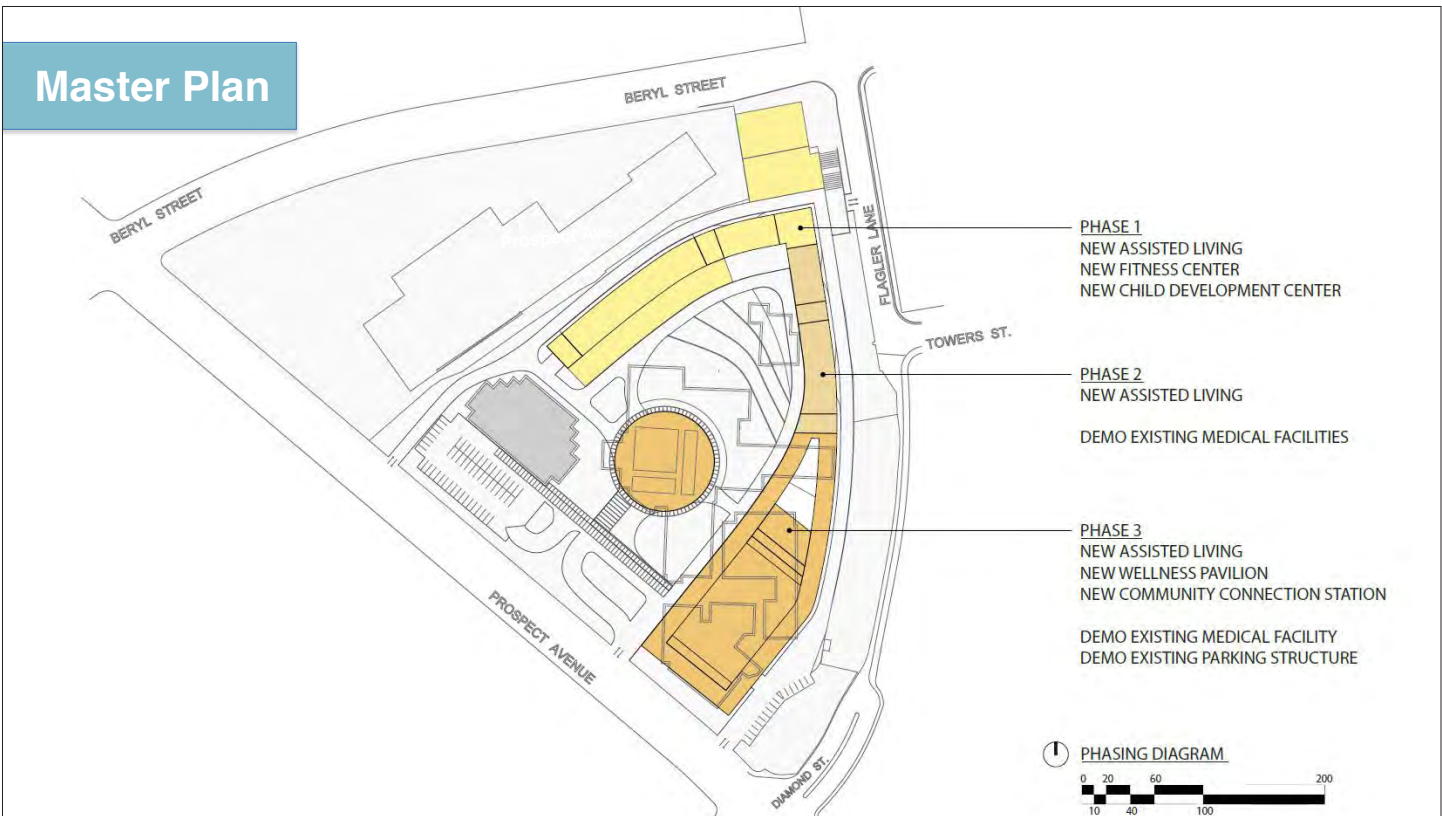 Master Plan
BERYL STREET
BERYL STREET
Prospect Ave
FLAGLER LANE
TOWERS ST.
PROSPECT AVENUE
DIAMOND ST.
PHASE 1
NEW ASSISTED LIVING
NEW FITNESS CENTER
NEW CHILD DEVELOPMENT CENTER
PHASE 2
NEW ASSISTED LIVING
DEMO EXISTING MEDICAL FACILITIES
PHASE 3
NEW ASSISTED LIVING
NEW WELLNESS PAVILION
NEW COMMUNITY CONNECTION STATION
DEMO EXISTING MEDICAL FACILITY
DEMO EXISTING PARKING STRUCTURE
PHASING DIAGRAM
0 20 60 200
10 40 100